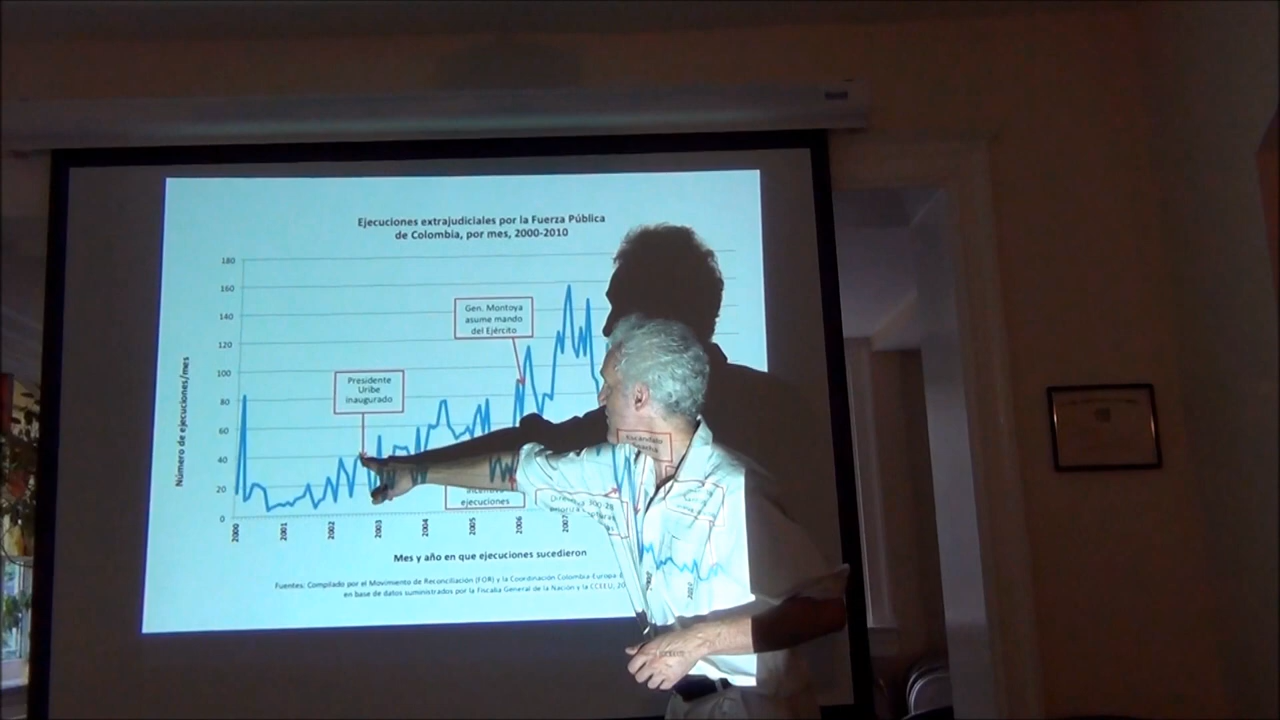 Ejecuciones extrajudiciales por la Fuerza Pública
de Colombia, por mes, 2000-2010
180
160
140
120
100
80
60
40
20
0
Número de ejecuciones/mes
Gen. Montoya
asume mando
del Ejército
Presidente
Uribe
inaugurado
ejecuciones
2000
2001
2002
2003
2004
2005
2006
2007
2010
Mes y año en que ejecuciones sucedieron
Fuentes: Compilado por el Movimiento de Reconciliación (FOR) y la Coordinación Colombia-Europa
en base de datos suministrados por la Fiscalía General de la Nación y la CCEEU,